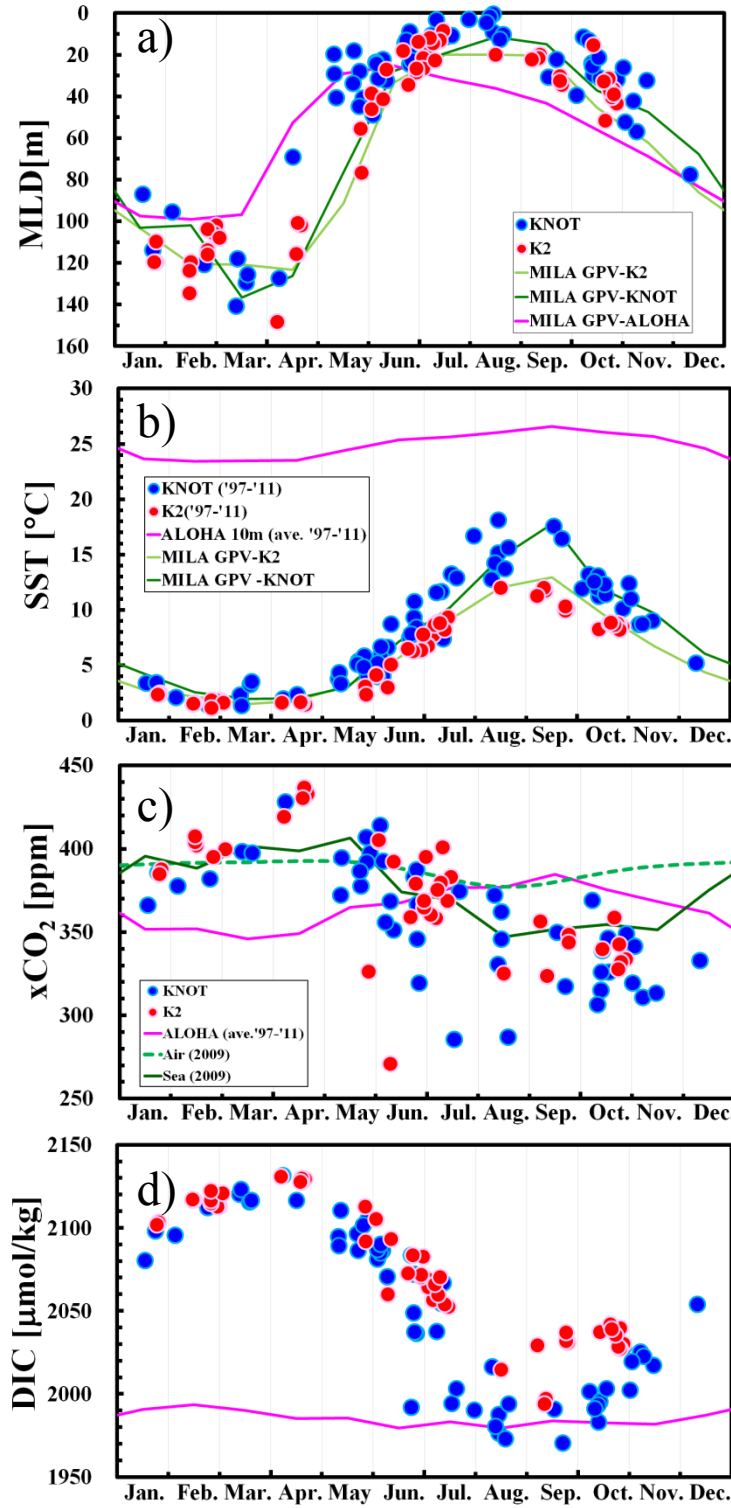 a)
MLD[m]
0
20
40
60
80
100
120
140
160
KNOT
K2
MILA GPV-K2
MILA GPV-KNOT
MILA GPV-ALOHA
Jan. Feb. Mar. Apr. May Jun. Jul. Aug. Sep. Oct. Nov. Dec.
b)
SST [°C]
30
25
20
15
10
5
0
KNOT ('97-'11)
K2('97-'11)
ALOHA 10m (ave. '97-'11)
MILA GPV-K2
MILA GPV -KNOT
Jan. Feb. Mar. Apr. May Jun. Jul. Aug. Sep. Oct. Nov. Dec.
c)
xCO2 [ppm]
450
400
350
300
250
KNOT
K2
ALOHA (ave.'97-'11)
Air (2009)
Sea (2009)
Jan. Feb. Mar. Apr. May Jun. Jul. Aug. Sep. Oct. Nov. Dec.
d)
DIC [μmol/kg]
2150
2100
2050
2000
1950
Jan. Feb. Mar. Apr. May Jun. Jul. Aug. Sep. Oct. Nov. Dec.